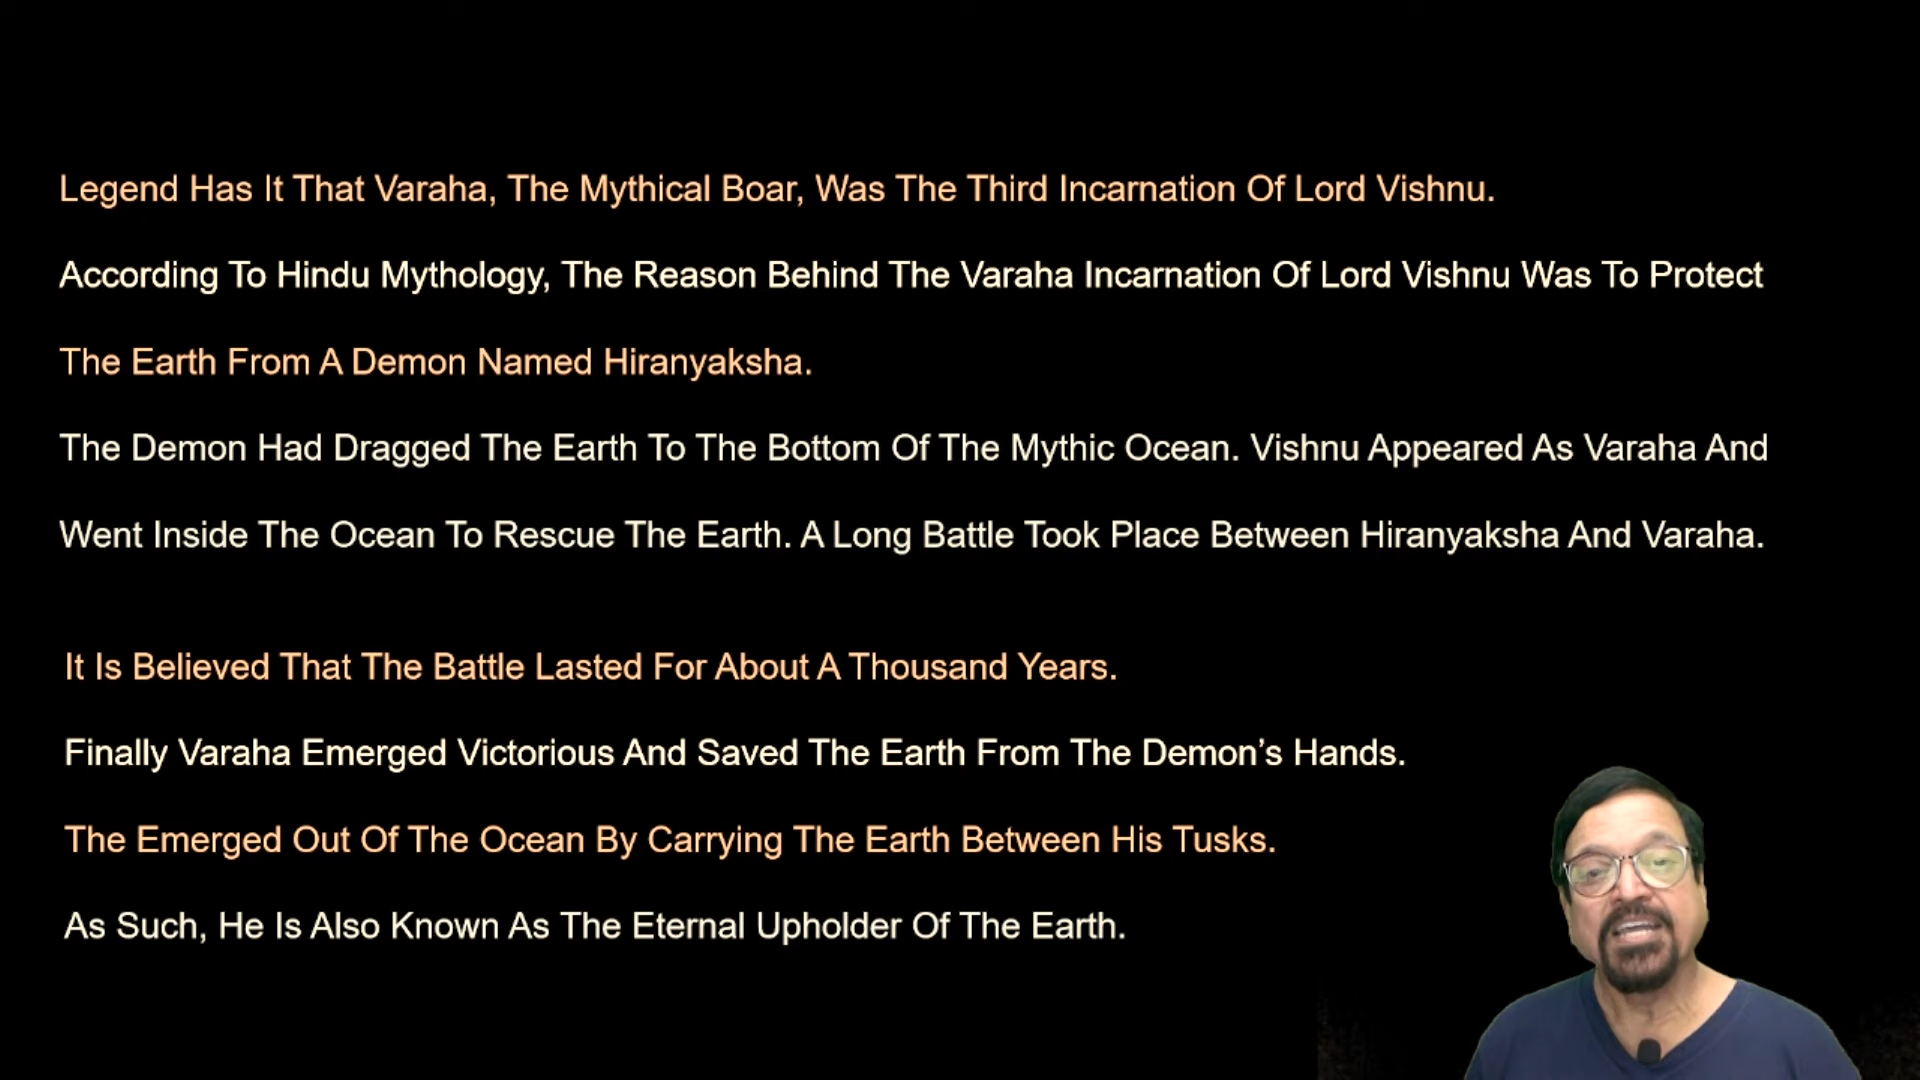 Legend Has It That Varaha, The Mythical Boar, Was The Third Incarnation Of Lord Vishnu.
According To Hindu Mythology, The Reason Behind The Varaha Incarnation Of Lord Vishnu Was To Protect
The Earth From A Demon Named Hiranyaksha.
The Demon Had Dragged The Earth To The Bottom Of The Mythic Ocean. Vishnu Appeared As Varaha And
Went Inside The Ocean To Rescue The Earth. A Long Battle Took Place Between Hiranyaksha And Varaha.
It Is Believed That The Battle Lasted For About A Thousand Years.
Finally Varaha Emerged Victorious And Saved The Earth From The Demon’s Hands.
The Emerged Out Of The Ocean By Carrying The Earth Between His Tusks.
As Such, He Is Also Known As The Eternal Upholder Of The Earth.